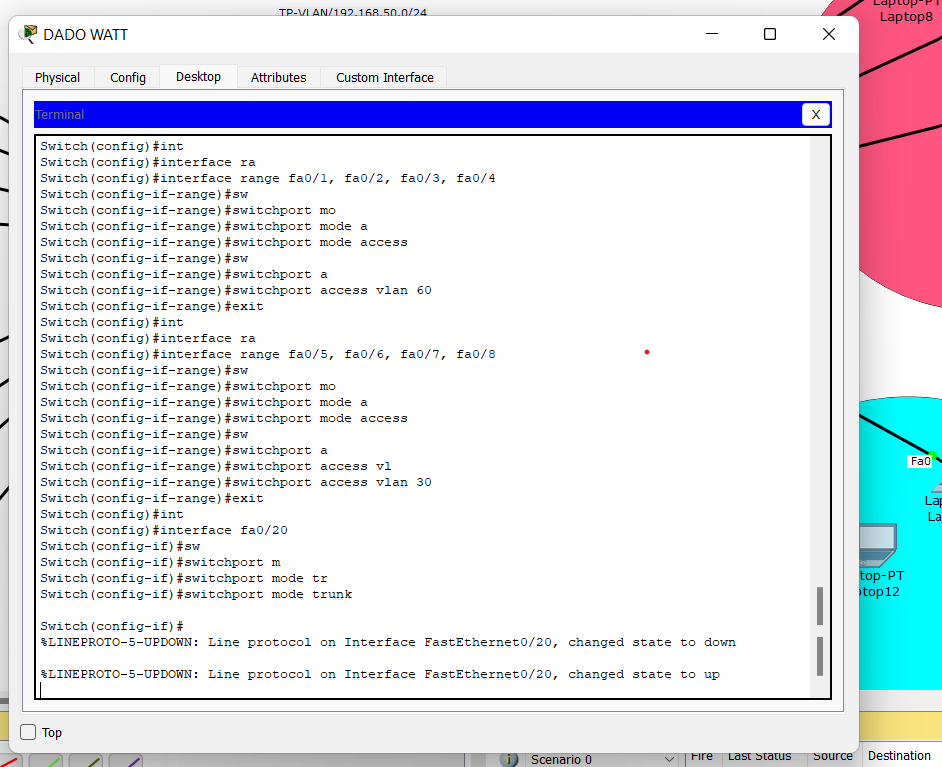 TP-VLAN/192.168.50.0/24
Laptop-PT
Laptop8
DADO WATT
Physical Config Desktop Attributes Custom Interface
Terminal X
Switch(config)#int
Switch(config)#interface ra
Switch(config)#interface range fa0/1, fa0/2, fa0/3, fa0/4
Switch(config-if-range)#sw
Switch(config-if-range)#switchport mo
Switch(config-if-range)#switchport mode a
Switch(config-if-range)#switchport mode access
Switch(config-if-range)#sw
Switch(config-if-range)#switchport a
Switch(config-if-range)#switchport access vlan 60
Switch(config-if-range)#exit
Switch(config)#int
Switch(config)#interface ra
Switch(config)#interface range fa0/5, fa0/6, fa0/7, fa0/8
Switch(config-if-range)#sw
Switch(config-if-range)#switchport mo
Switch(config-if-range)#switchport mode a
Switch(config-if-range)#switchport mode access
Switch(config-if-range)#sw
Switch(config-if-range)#switchport a
Switch(config-if-range)#switchport access vl
Switch(config-if-range)#switchport access vlan 30
Switch(config-if-range)#exit
Switch(config)#int
Switch(config)#interface fa0/20
Switch(config-if)#sw
Switch(config-if)#switchport m
Switch(config-if)#switchport mode tr
Switch(config-if)#switchport mode trunk
Switch(config-if)#
%LINEPROTO-5-UPDOWN: Line protocol on Interface FastEthernet0/20, changed state to down
%LINEPROTO-5-UPDOWN: Line protocol on Interface FastEthernet0/20, changed state to up
Fa0
Lap
La
top-PT
otop12
Top
Scenario 0
Fire Last Status Source Destination